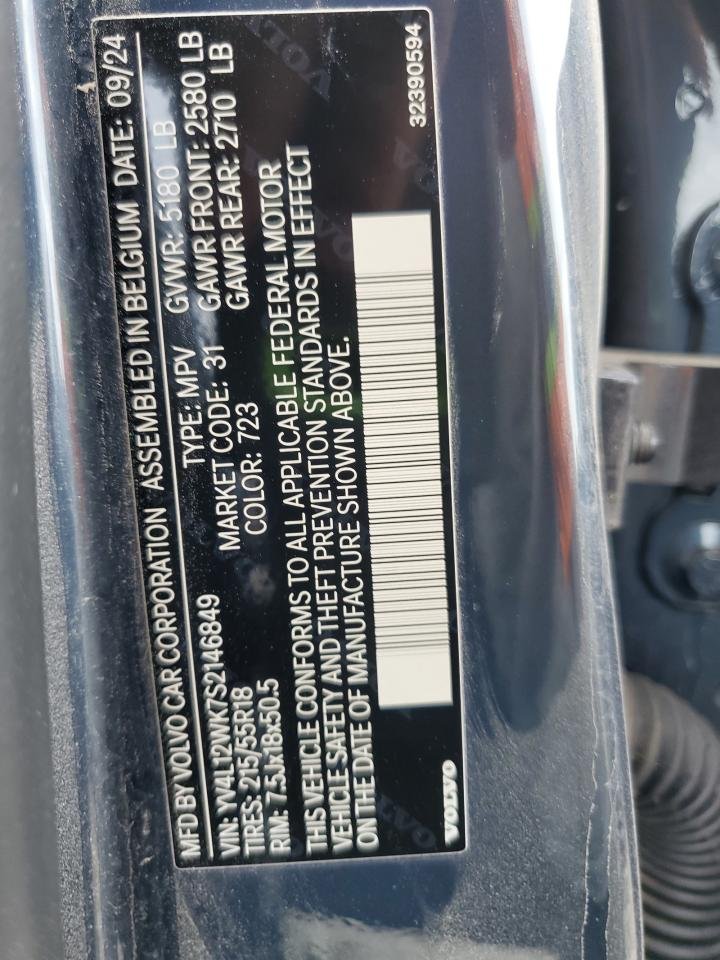 MFD BY VOLVO CAR CORPORATION ASSEMBLED IN BELGIUM DATE: 09/24
VIN: YV4L12WK7S2146849 TYPE: MPV GVWR: 5180 LB
TIRES: 215/55R18 MARKET CODE: 31 GAWR FRONT: 2580 LB
RIM: 7.5Jx18x50.5 COLOR: 723 GAWR REAR: 2710 LB
THIS VEHICLE CONFORMS TO ALL APPLICABLE FEDERAL MOTOR
VEHICLE SAFETY AND THEFT PREVENTION STANDARDS IN EFFECT
ON THE DATE OF MANUFACTURE SHOWN ABOVE.
VOLVO 32390594